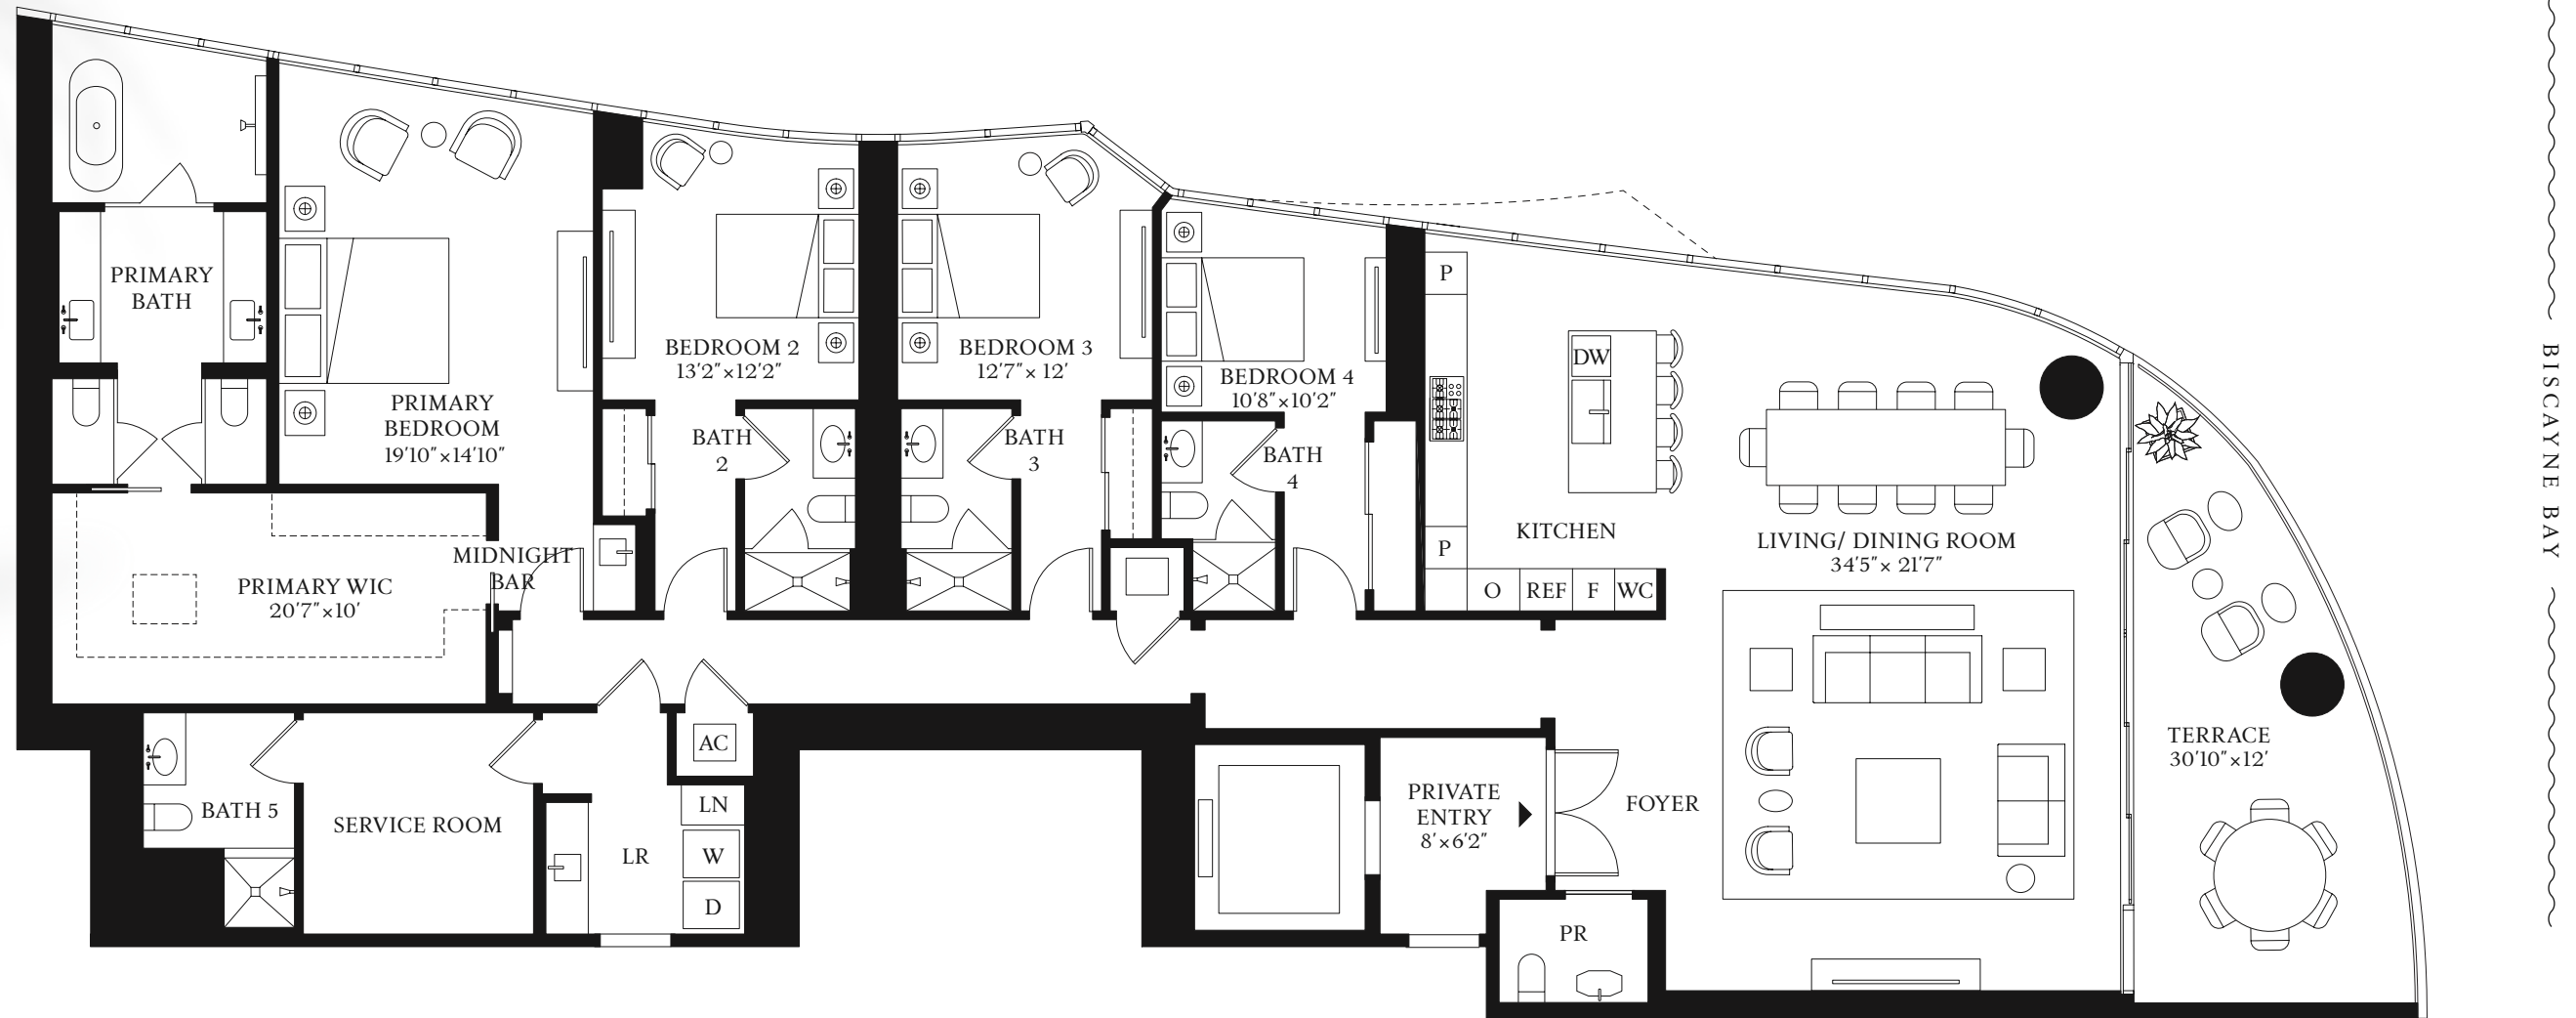 PRIMARY
BATH
PRIMARY
BEDROOM
19'10"×14'10"
BEDROOM 2
13'2"×12'2"
BEDROOM 3
12'7"× 12'
BEDROOM 4
10'8"×10'2"
BATH
2
BATH
3
BATH
4
P
DW
P
KITCHEN
O
REF
F
WC
LIVING/ DINING ROOM
34'5"× 21'7"
MIDNIGHT
BAR
PRIMARY WIC
20'7"×10'
BATH 5
SERVICE ROOM
LR
AC
LN
W
D
PRIVATE
ENTRY
8'×6'2"
FOYER
PR
TERRACE
30'10"×12'
BISCAYNE BAY